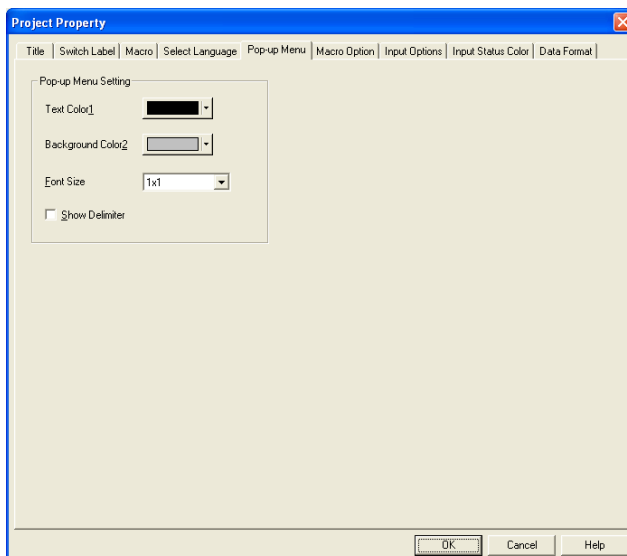 Project Property
Title Switch Label Macro Select Language Pop-up Menu Macro Option Input Options Input Status Color Data Format
Pop-up Menu Setting
Text Color1
Background Color2
Font Size 1x1
Show Delimiter
OK Cancel Help